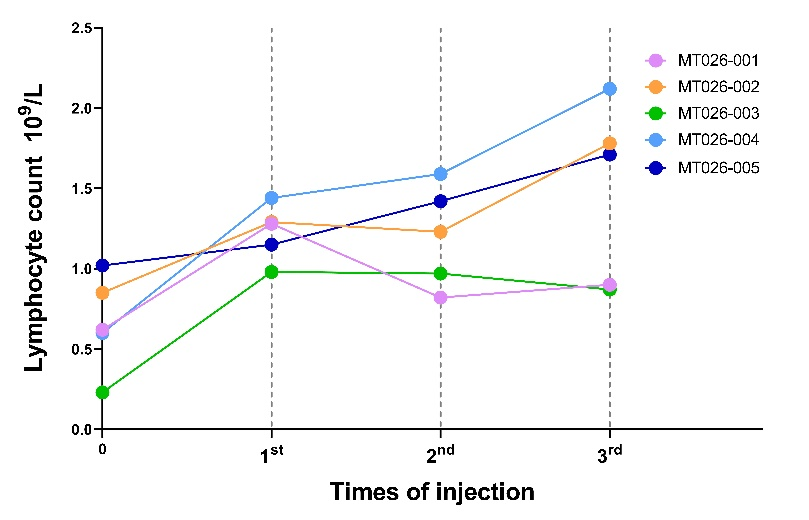 2.5
2.0
1.5
1.0
0.5
0.0
Lymphocyte count 10⁹/L
MT026-001
MT026-002
MT026-003
MT026-004
MT026-005
0 1ˢᵗ 2ⁿᵈ 3ʳᵈ
Times of injection